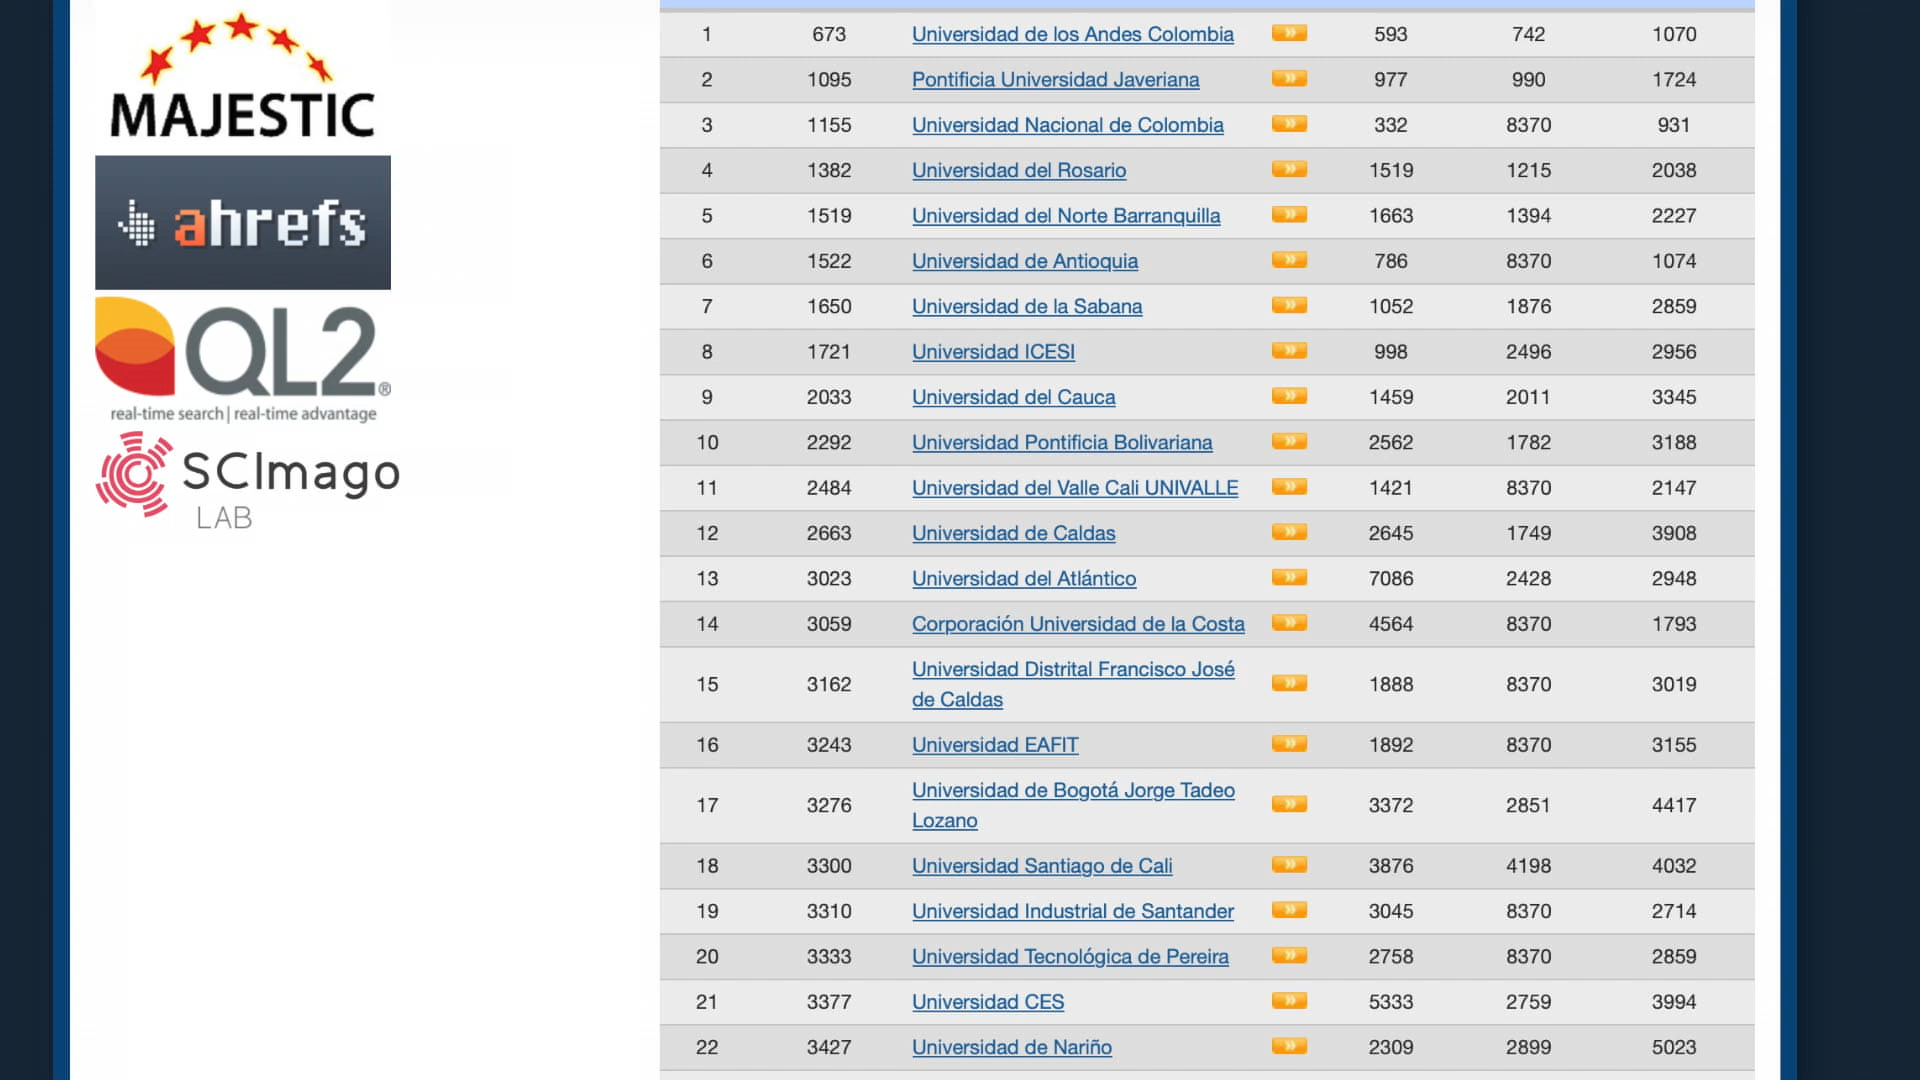 MAJESTIC
ahrefs
QL2®
real-time search | real-time advantage
SCImago
LAB
1 673 Universidad de los Andes Colombia 593 742 1070
2 1095 Pontificia Universidad Javeriana 977 990 1724
3 1155 Universidad Nacional de Colombia 332 8370 931
4 1382 Universidad del Rosario 1519 1215 2038
5 1519 Universidad del Norte Barranquilla 1663 1394 2227
6 1522 Universidad de Antioquia 786 8370 1074
7 1650 Universidad de la Sabana 1052 1876 2859
8 1721 Universidad ICESI 998 2496 2956
9 2033 Universidad del Cauca 1459 2011 3345
10 2292 Universidad Pontificia Bolivariana 2562 1782 3188
11 2484 Universidad del Valle Cali UNIVALLE 1421 8370 2147
12 2663 Universidad de Caldas 2645 1749 3908
13 3023 Universidad del Atlántico 7086 2428 2948
14 3059 Corporación Universidad de la Costa 4564 8370 1793
15 3162 Universidad Distrital Francisco José
de Caldas 1888 8370 3019
16 3243 Universidad EAFIT 1892 8370 3155
17 3276 Universidad de Bogotá Jorge Tadeo
Lozano 3372 2851 4417
18 3300 Universidad Santiago de Cali 3876 4198 4032
19 3310 Universidad Industrial de Santander 3045 8370 2714
20 3333 Universidad Tecnológica de Pereira 2758 8370 2859
21 3377 Universidad CES 5333 2759 3994
22 3427 Universidad de Nariño 2309 2899 5023